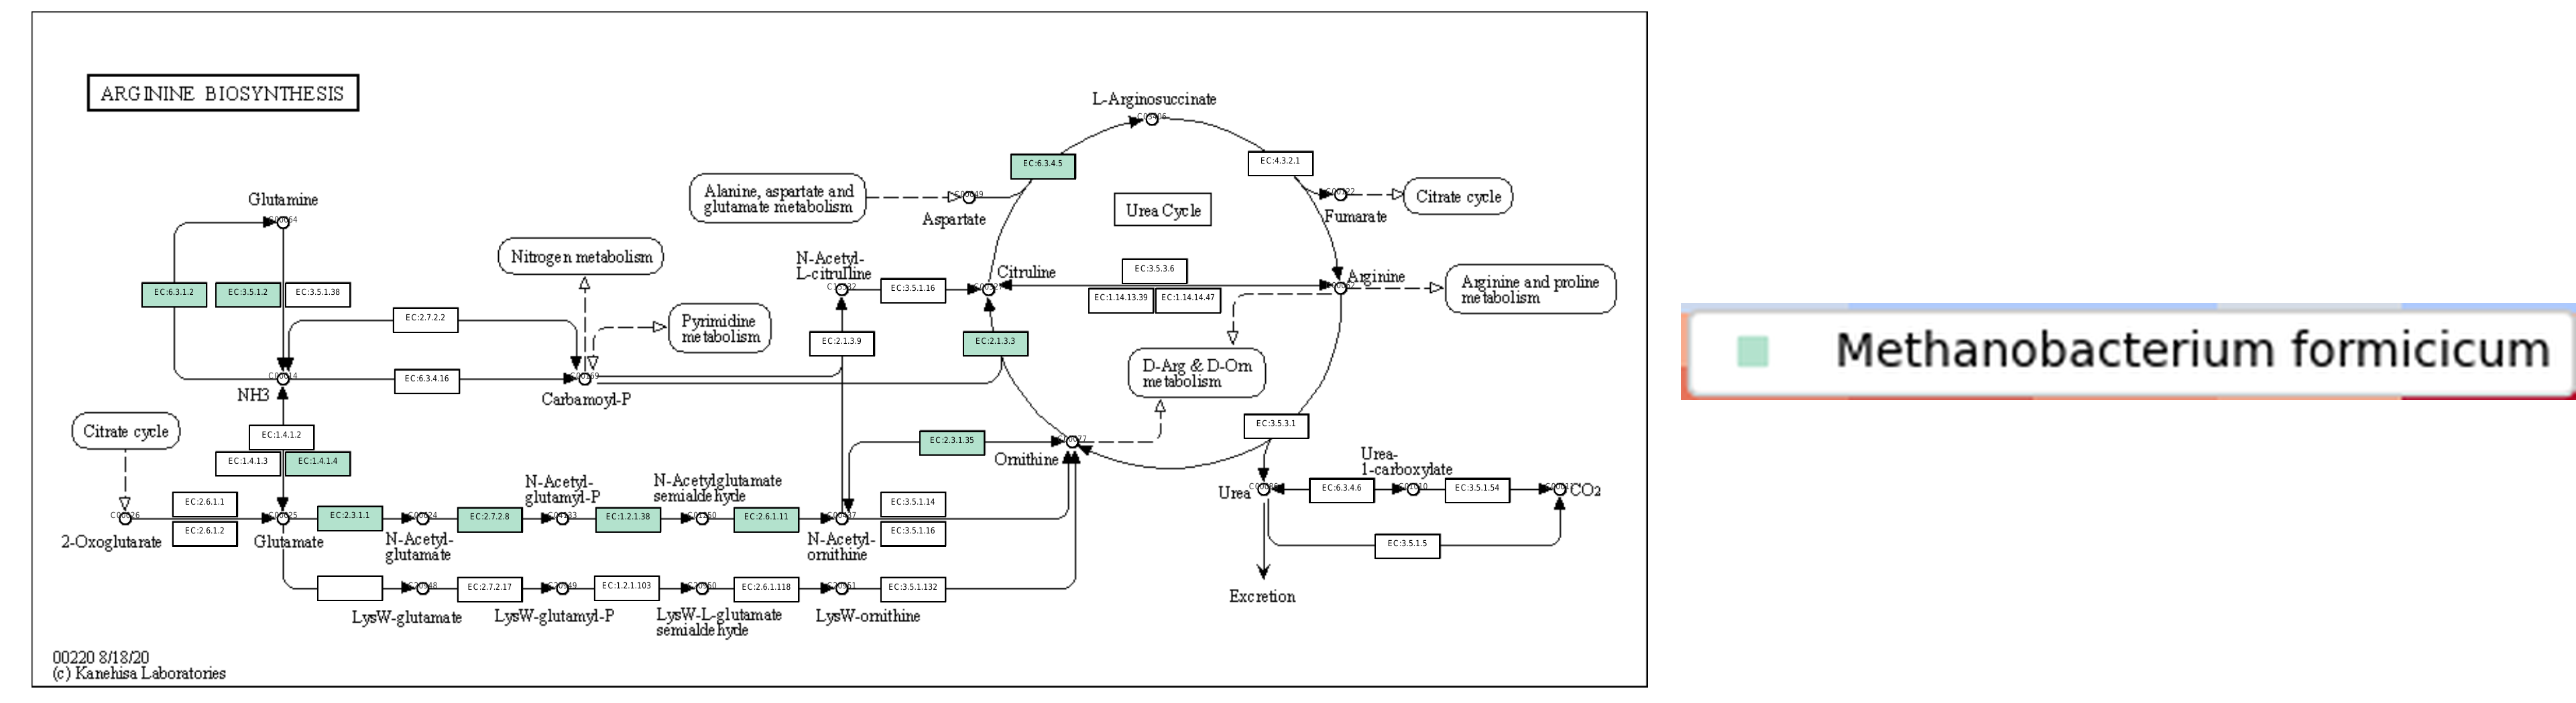 ARGININE BIOSYNTHESIS
L-Arginosuccinate
EC:6.3.4.5
EC:4.3.2.1
Alanine, aspartate and
glutamate metabolism
Aspartate
Urea Cycle
Fumarate
Citrate cycle
Glutamine
Nitrogen metabolism
N-Acetyl-
L-citrulline
EC:3.5.1.16
Citruline
EC:3.5.3.6
EC:1.14.13.39
EC:1.14.14.47
Arginine
Arginine and proline
metabolism
EC:6.3.1.2
EC:3.5.1.2
EC:3.5.1.38
EC:2.7.2.2
Pyrimidine
metabolism
EC:2.1.3.9
EC:2.1.3.3
D-Arg & D-Orn
metabolism
NH3
EC:6.3.4.16
Carbamoyl-P
Citrate cycle
EC:1.4.1.2
EC:1.4.1.3
EC:1.4.1.4
EC:2.3.1.35
Ornithine
EC:3.5.3.1
Urea-
1-carboxylate
Urea
EC:6.3.4.6
EC:3.5.1.54
CO2
EC:3.5.1.5
Excretion
EC:2.6.1.1
EC:2.6.1.2
2-Oxoglutarate
Glutamate
EC:2.3.1.1
N-Acetyl-
glutamate
EC:2.7.2.8
N-Acetyl-
glutamyl-P
EC:1.2.1.38
N-Acetylglutamate
semialdehyde
EC:2.6.1.11
N-Acetyl-
ornithine
EC:3.5.1.14
EC:3.5.1.16
LysW-glutamate
EC:2.7.2.17
LysW-glutamyl-P
EC:1.2.1.103
LysW-L-glutamate
semialdehyde
EC:2.6.1.118
LysW-ornithine
EC:3.5.1.132
00220 8/18/20
(c) Kanehisa Laboratories
Methanobacterium formicicum